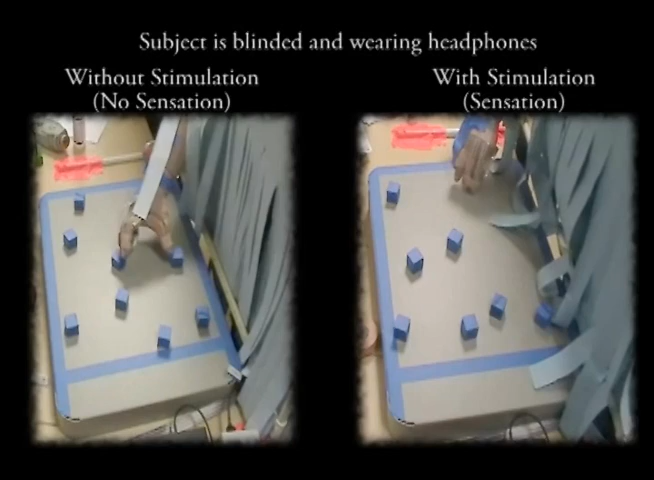 Subject is blinded and wearing headphones
Without Stimulation
(No Sensation)
With Stimulation
(Sensation)